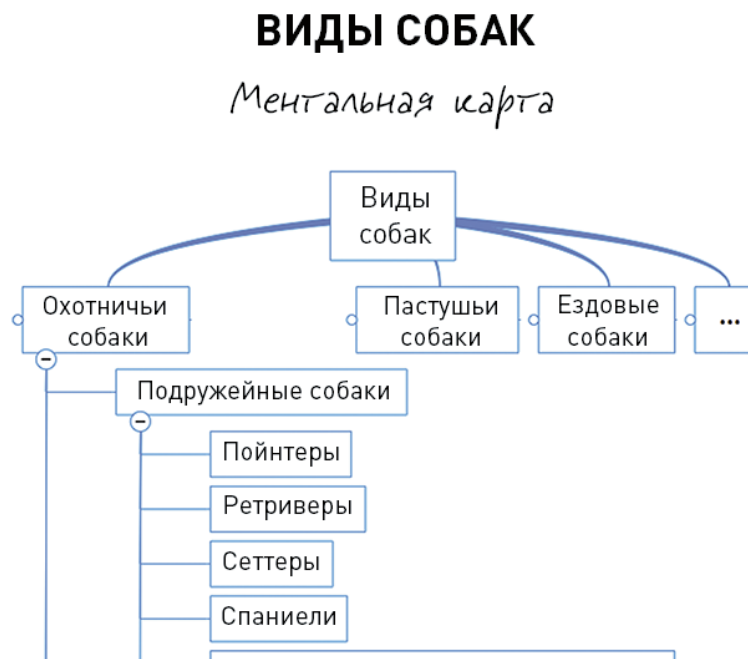 ВИДЫ СОБАК
Ментальная карта
Виды
собак
Охотничьи
собаки
Пастушьи
собаки
Ездовые
собаки
...
Подружейные собаки
Пойнтеры
Ретриверы
Сеттеры
Спаниели